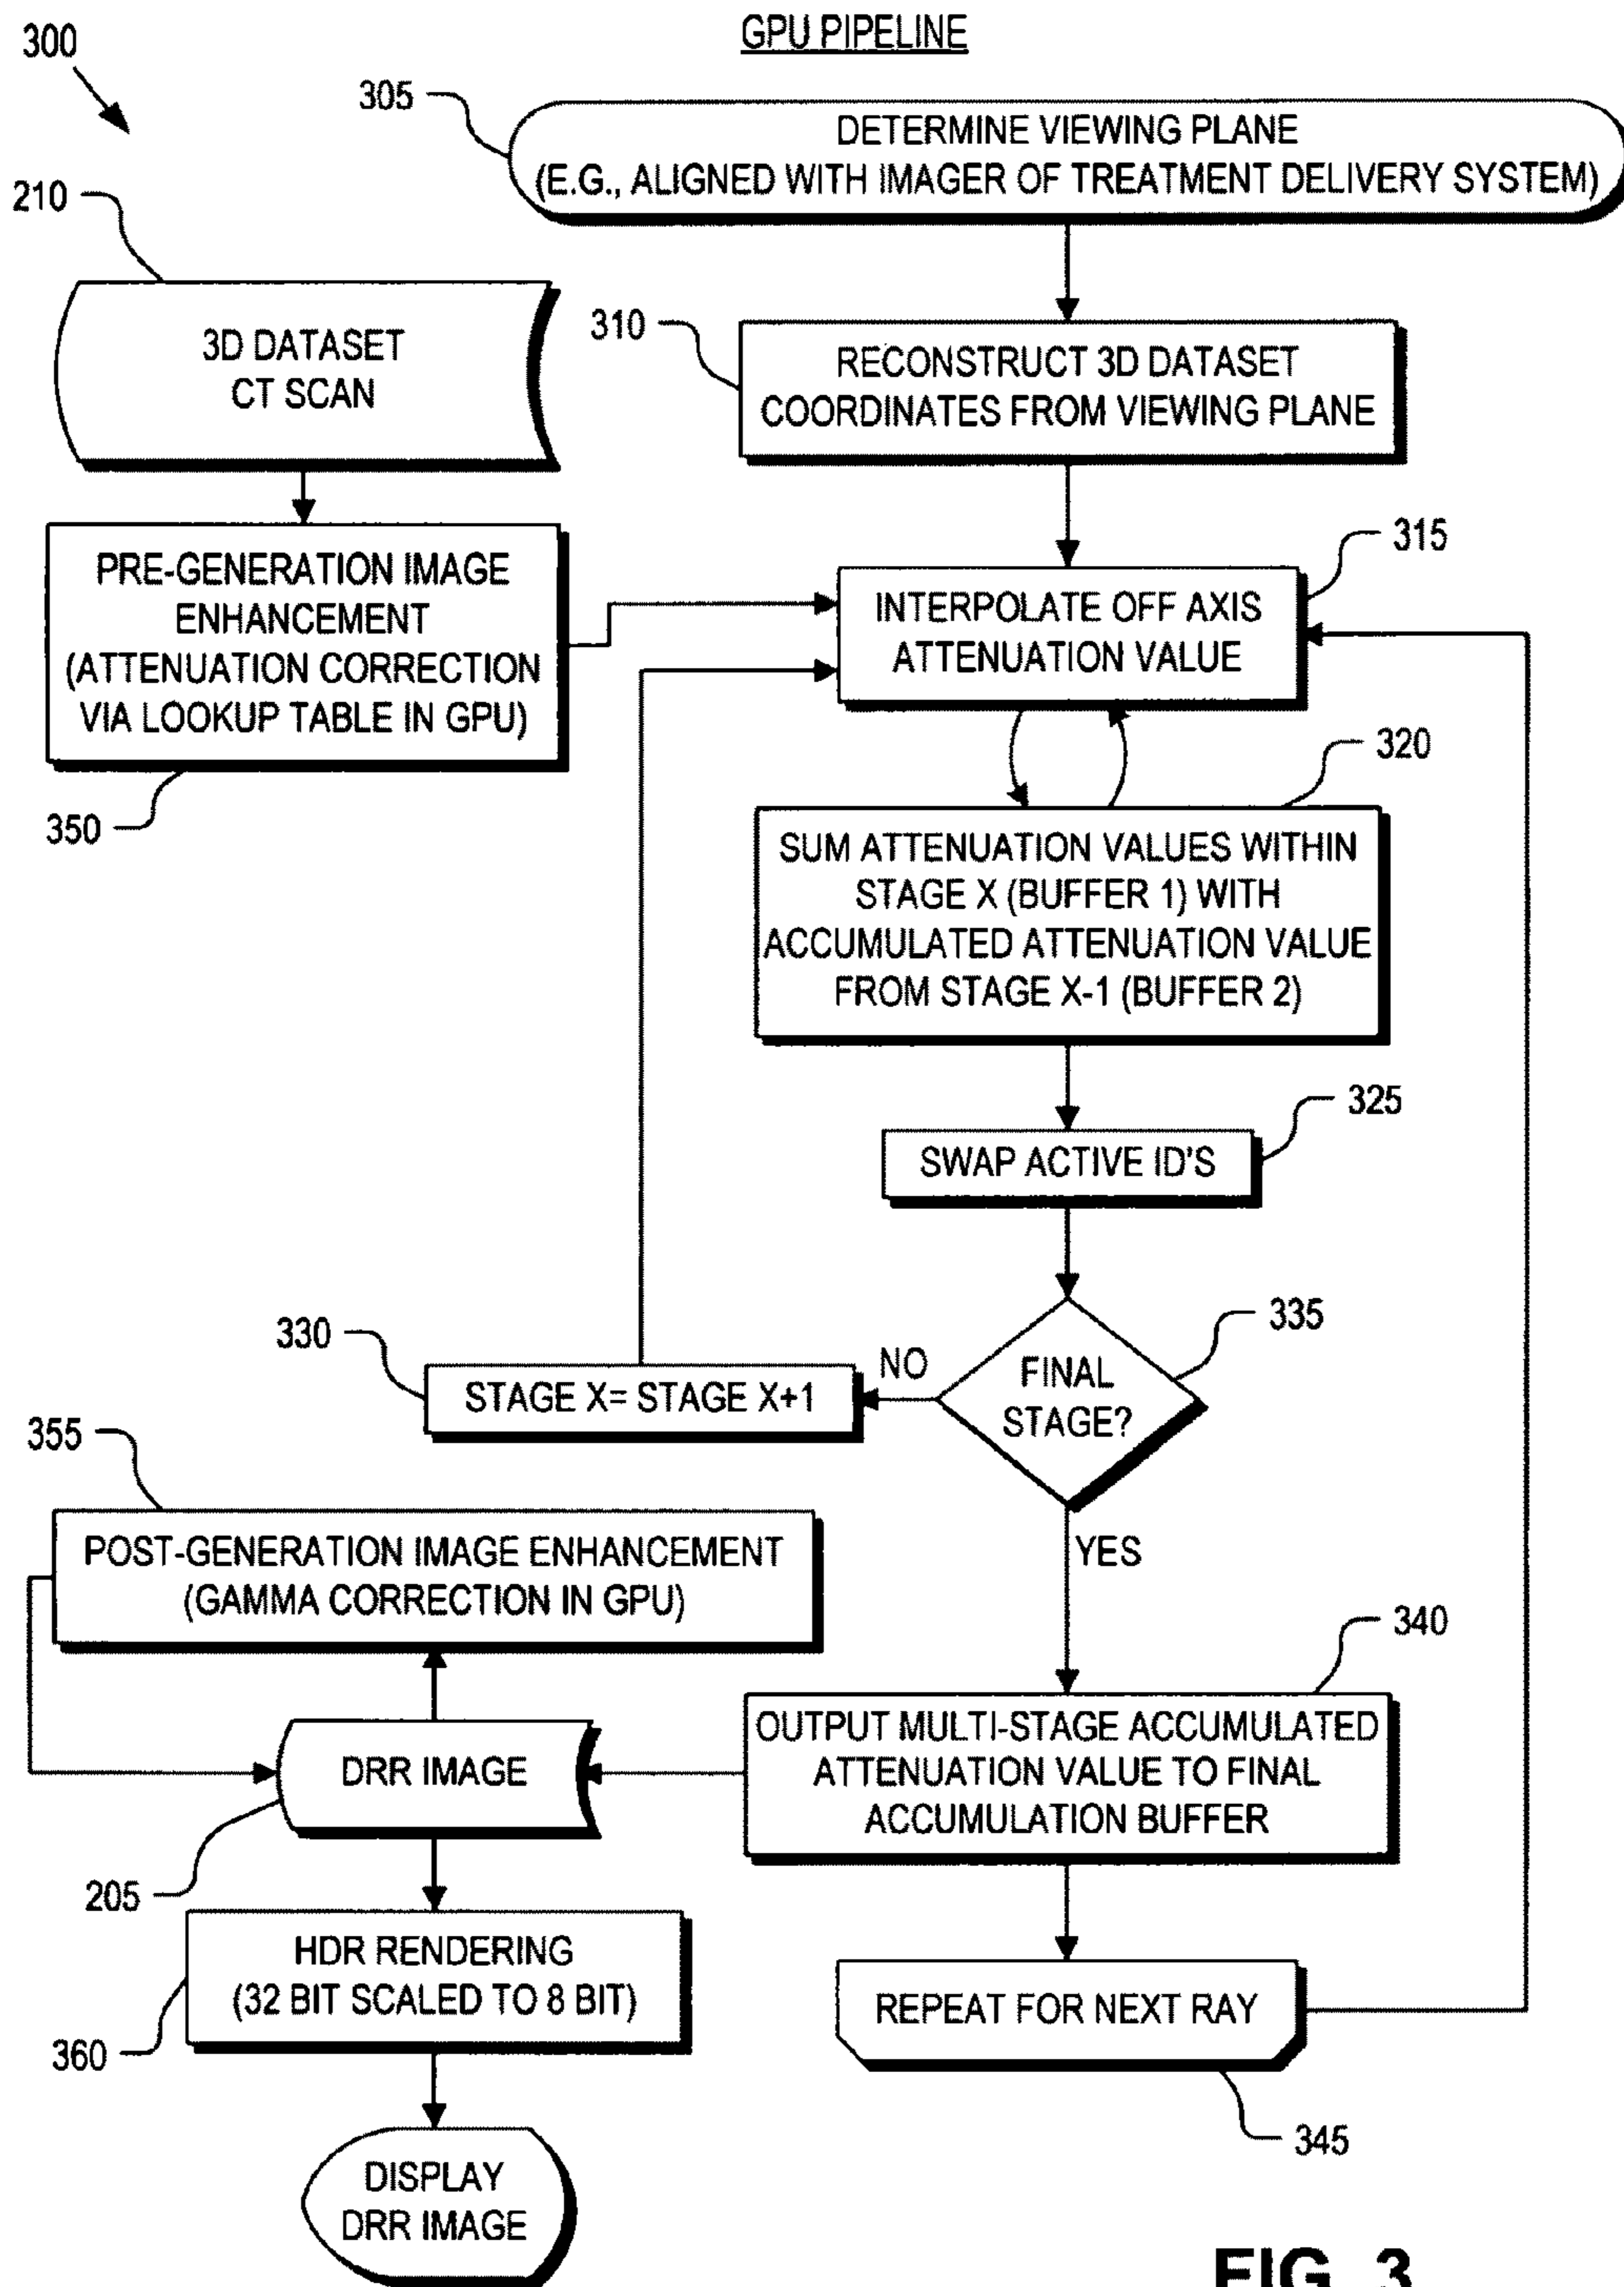 GPU PIPELINE
300
305
DETERMINE VIEWING PLANE
(E.G., ALIGNED WITH IMAGER OF TREATMENT DELIVERY SYSTEM)
210
3D DATASET
CT SCAN
310
RECONSTRUCT 3D DATASET
COORDINATES FROM VIEWING PLANE
PRE-GENERATION IMAGE
ENHANCEMENT
(ATTENUATION CORRECTION
VIA LOOKUP TABLE IN GPU)
350
315
INTERPOLATE OFF AXIS
ATTENUATION VALUE
320
SUM ATTENUATION VALUES WITHIN
STAGE X (BUFFER 1) WITH
ACCUMULATED ATTENUATION VALUE
FROM STAGE X-1 (BUFFER 2)
325
SWAP ACTIVE ID'S
335
FINAL
STAGE?
NO
330
STAGE X= STAGE X+1
YES
355
POST-GENERATION IMAGE ENHANCEMENT
(GAMMA CORRECTION IN GPU)
340
OUTPUT MULTI-STAGE ACCUMULATED
ATTENUATION VALUE TO FINAL
ACCUMULATION BUFFER
DRR IMAGE
205
HDR RENDERING
(32 BIT SCALED TO 8 BIT)
360
REPEAT FOR NEXT RAY
345
DISPLAY
DRR IMAGE
FIG. 3